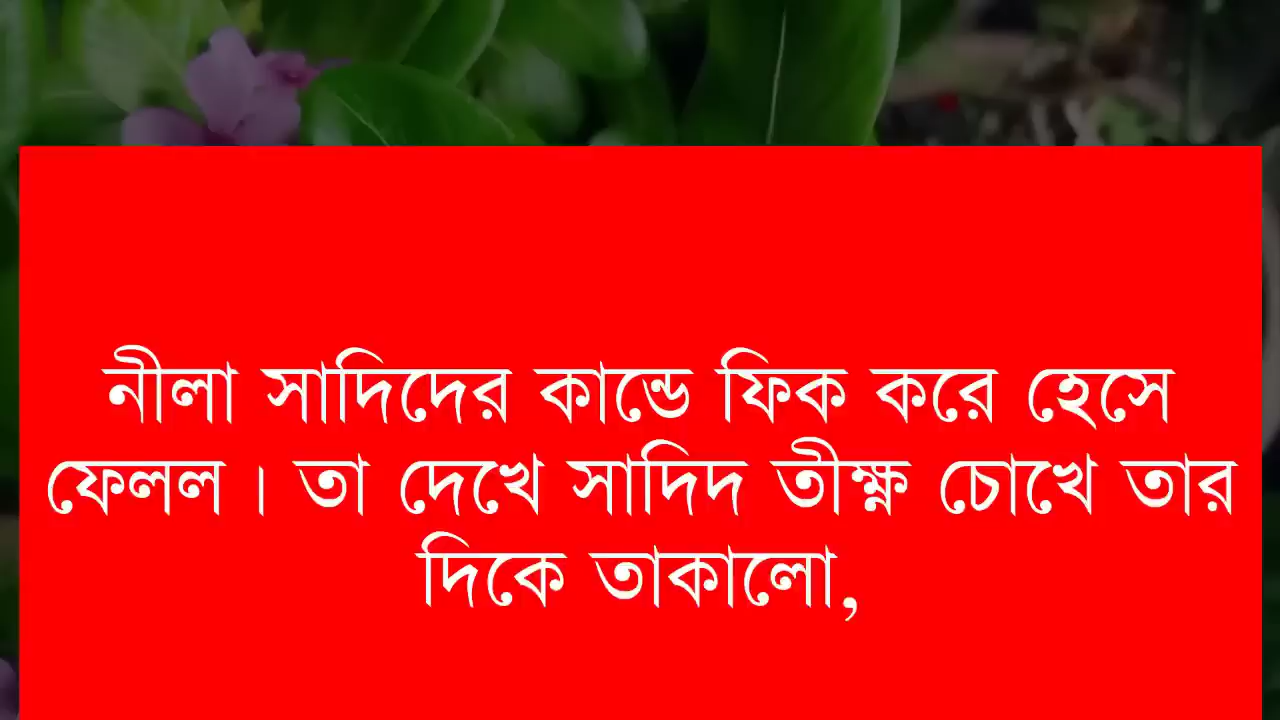 নীলা সাদিদের কান্ডে ফিক করে হেসে
ফেলল। তা দেখে সাদিদ তীক্ষ্ণ চোখে তার
দিকে তাকালো,